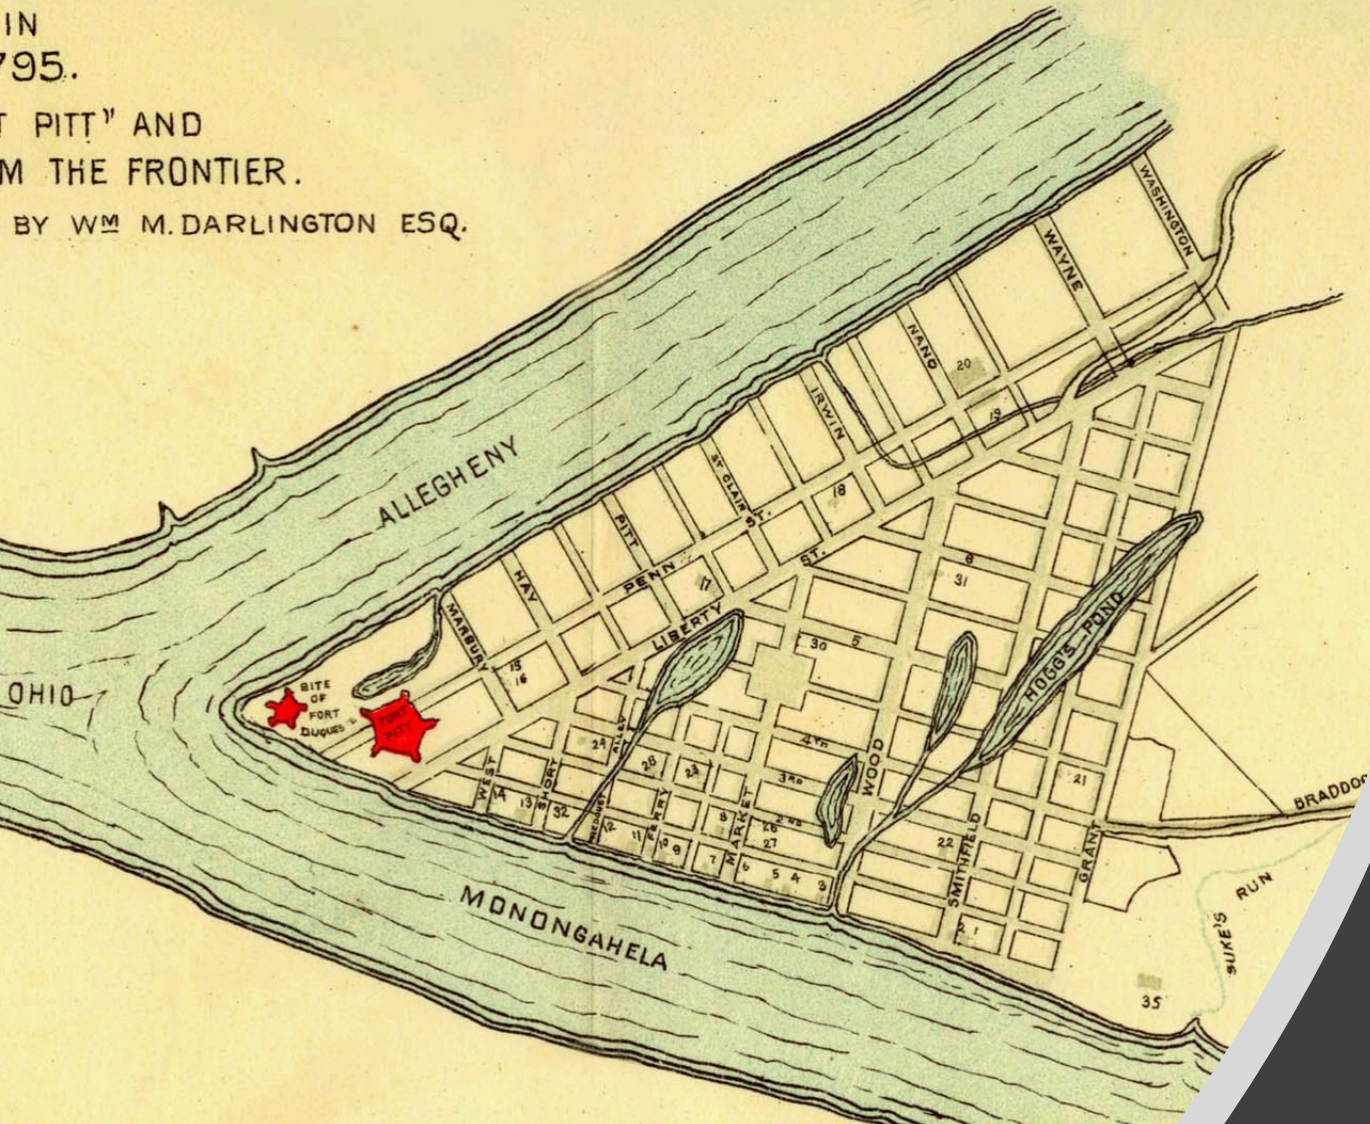 IN
795.
T PITT" AND
M THE FRONTIER.
BY WM M. DARLINGTON ESQ.
WASHINGTON
WAYNE
NANO
20
19
IRWIN
18
ST CLAIR ST.
ALLEGHENY
PITT
PENN
ST.
17
HAY
LIBERTY
MARBURY
15
16
8
31
5
30
HOGG'S POND
OHIO
SITE
OF
FORT
DUQUESNE
FORT
PITT
4TH
3RD
2ND
WOOD
29
ALLEY
28
23
WEST
SHORT
14
13
32
12
11
FERRY
10
9
8
7
MARKET
26
27
6
5
4
3
22
SMITHFIELD
21
GRANT
BRADDOC
2
1
MONONGAHELA
SUKE'S RUN
35